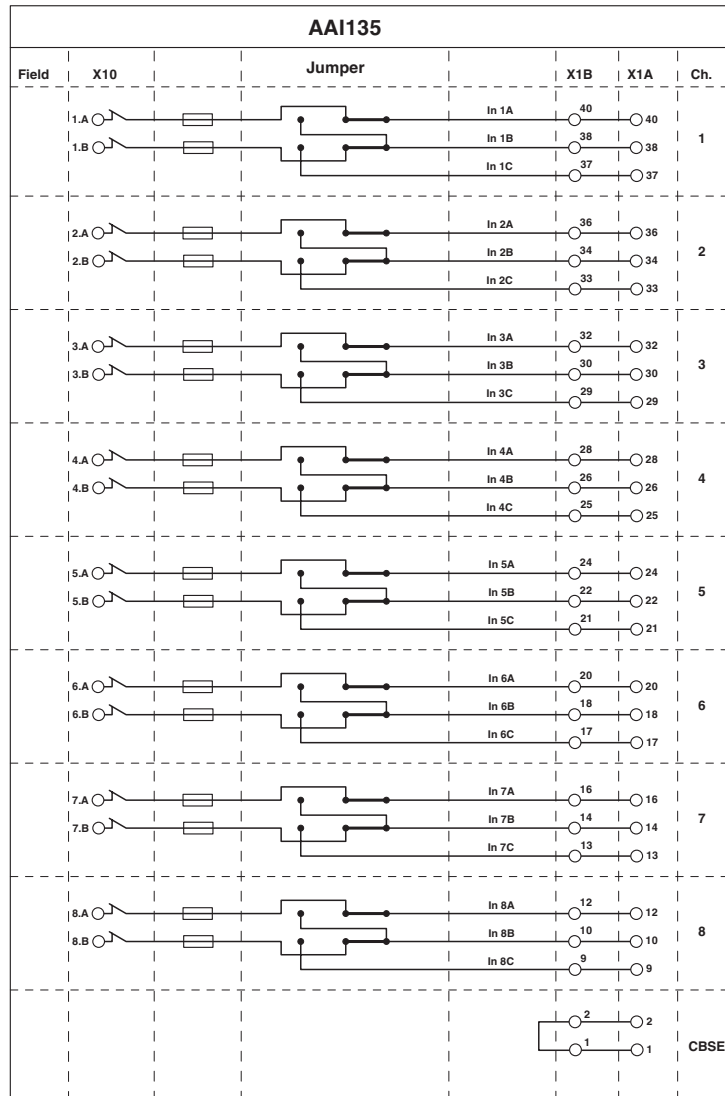 AAI135
Field X10 Jumper X1B X1A Ch.
1.A In 1A 40 40
1.B In 1B 38 38 1
In 1C 37 37
2.A In 2A 36 36
2.B In 2B 34 34 2
In 2C 33 33
3.A In 3A 32 32
3.B In 3B 30 30 3
In 3C 29 29
4.A In 4A 28 28
4.B In 4B 26 26 4
In 4C 25 25
5.A In 5A 24 24
5.B In 5B 22 22 5
In 5C 21 21
6.A In 6A 20 20
6.B In 6B 18 18 6
In 6C 17 17
7.A In 7A 16 16
7.B In 7B 14 14 7
In 7C 13 13
8.A In 8A 12 12
8.B In 8B 10 10 8
In 8C 9 9
2 2
1 1 CBSE